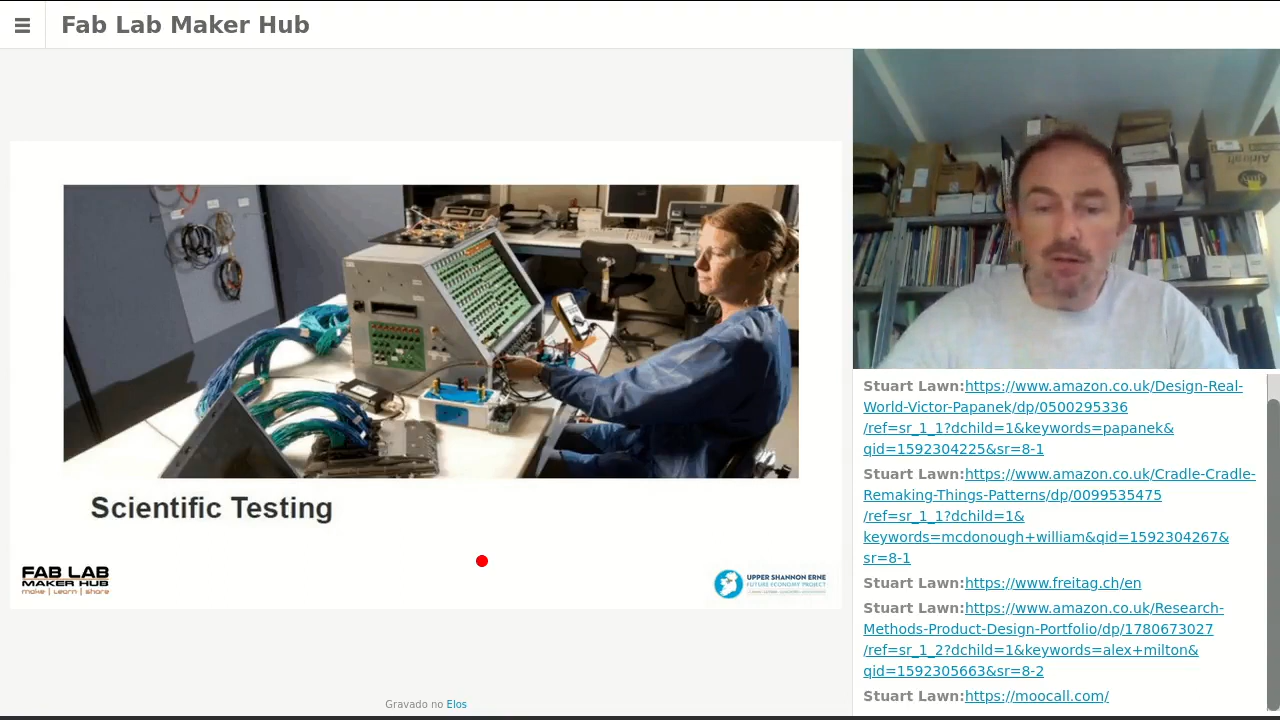 Fab Lab Maker Hub
Scientific Testing
FAB LAB
MAKER HUB
make | Learn | share
UPPER SHANNON ERNE
FUTURE ECONOMY PROJECT
Gravado no Elos
Stuart Lawn:https://www.amazon.co.uk/Design-Real-
World-Victor-Papanek/dp/0500295336
/ref=sr_1_1?dchild=1&keywords=papanek&
qid=1592304225&sr=8-1
Stuart Lawn:https://www.amazon.co.uk/Cradle-Cradle-
Remaking-Things-Patterns/dp/0099535475
/ref=sr_1_1?dchild=1&
keywords=mcdonough+william&qid=1592304267&
sr=8-1
Stuart Lawn:https://www.freitag.ch/en
Stuart Lawn:https://www.amazon.co.uk/Research-
Methods-Product-Design-Portfolio/dp/1780673027
/ref=sr_1_2?dchild=1&keywords=alex+milton&
qid=1592305663&sr=8-2
Stuart Lawn:https://moocall.com/